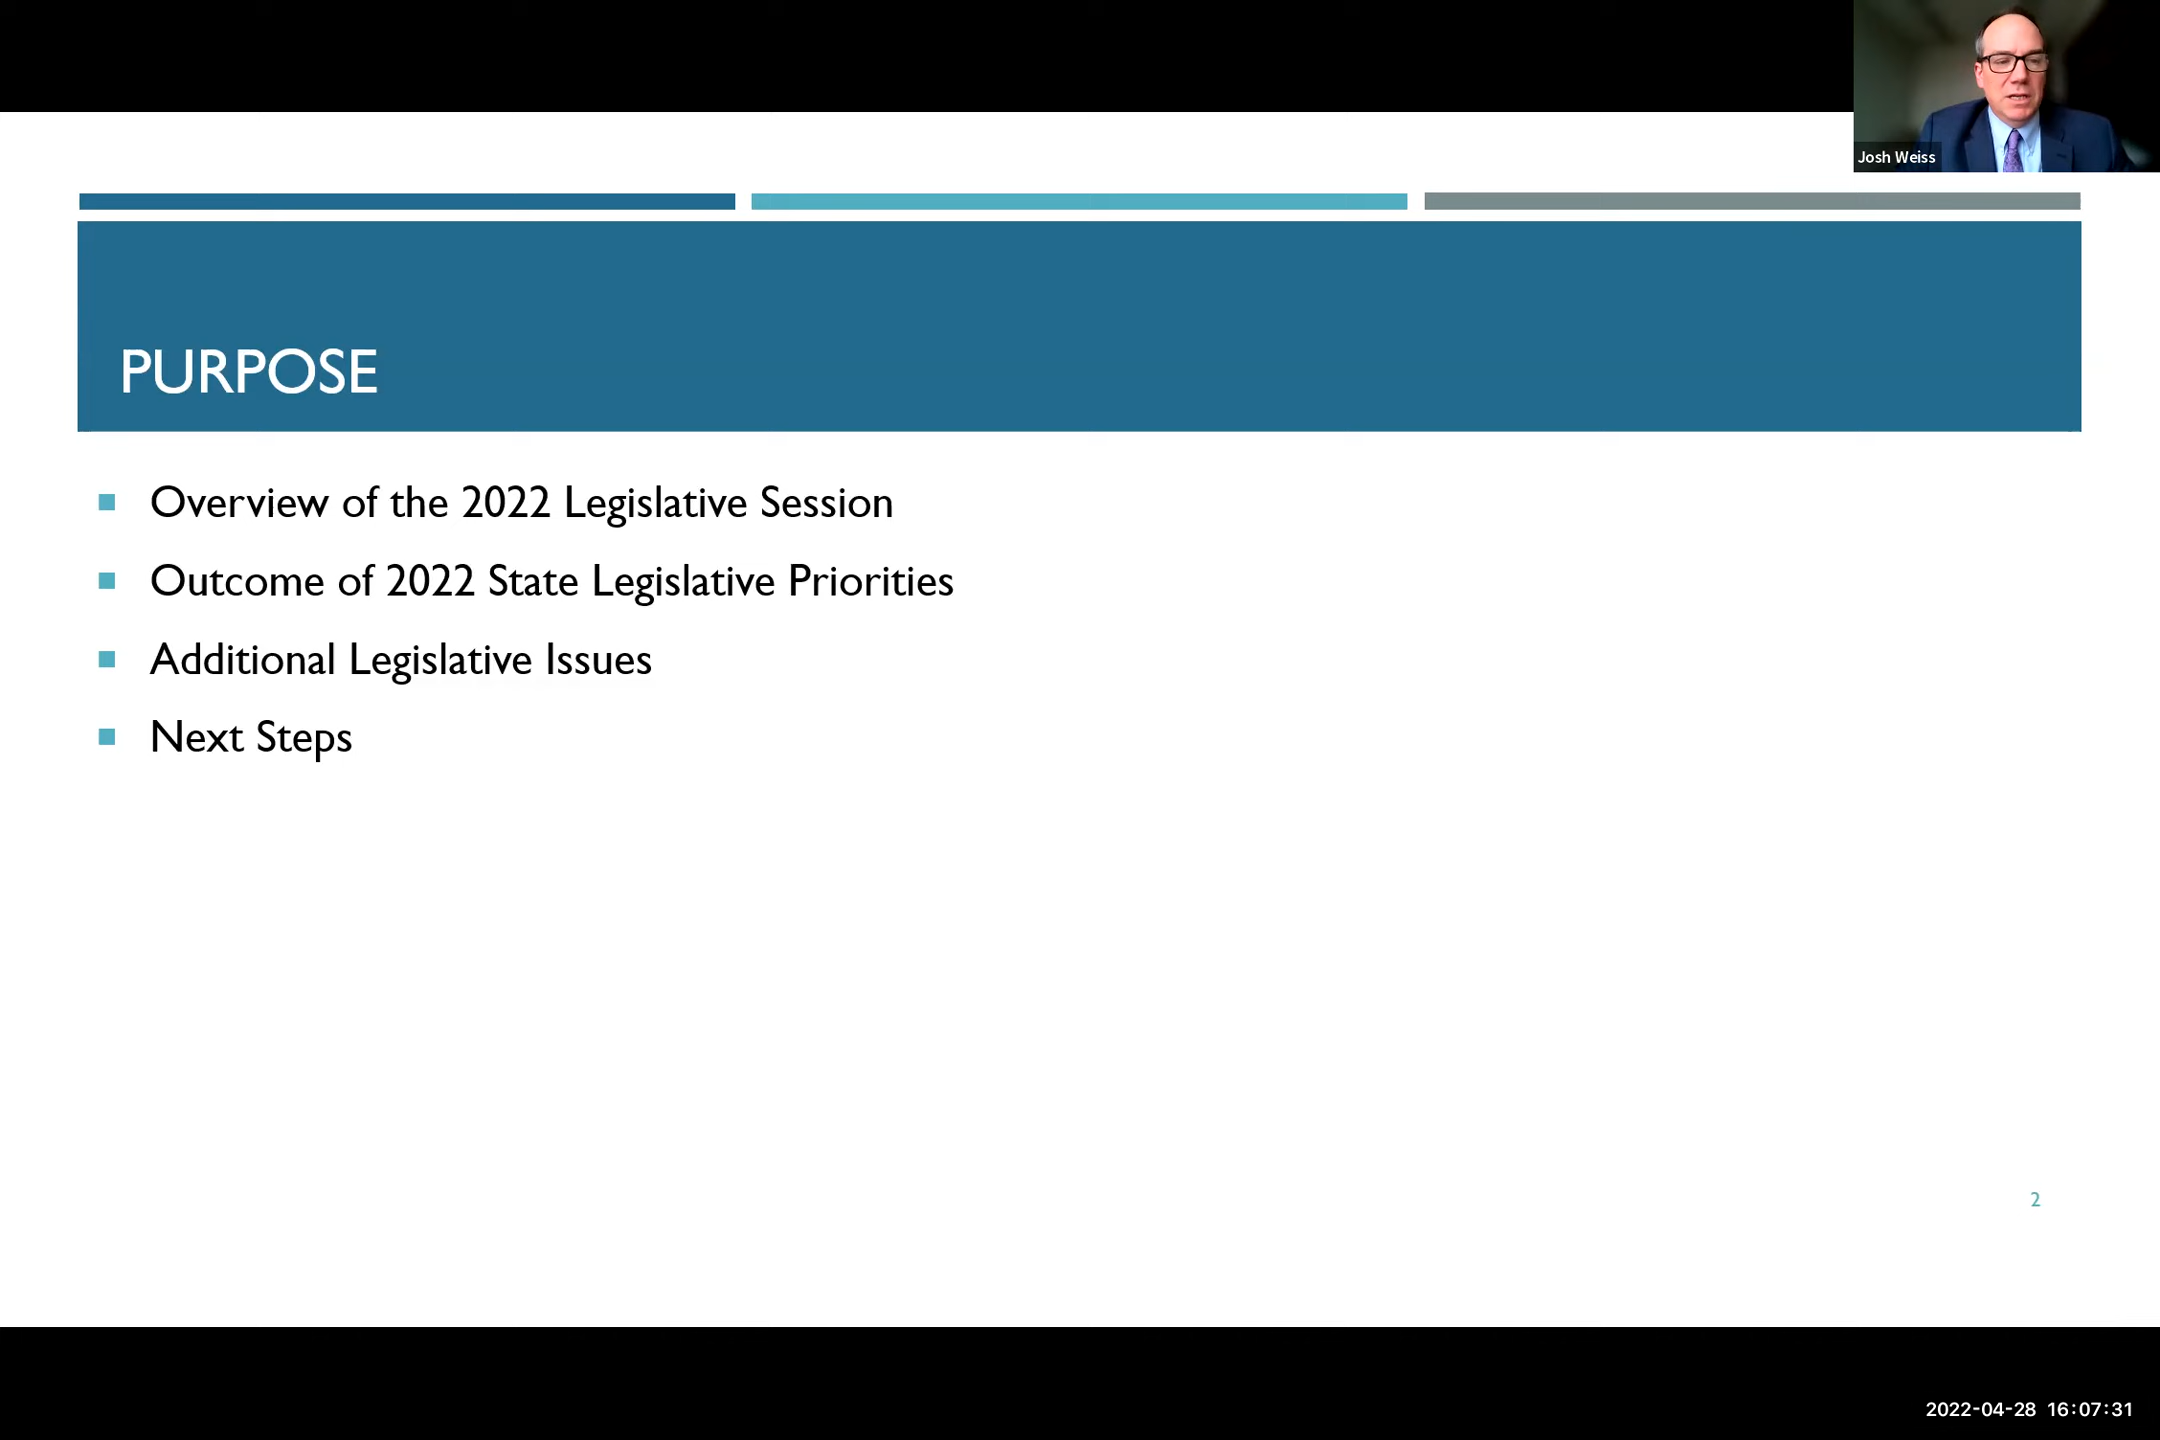 Josh Weiss
PURPOSE
Overview of the 2022 Legislative Session
Outcome of 2022 State Legislative Priorities
Additional Legislative Issues
Next Steps
2
2022-04-28 16:07:31